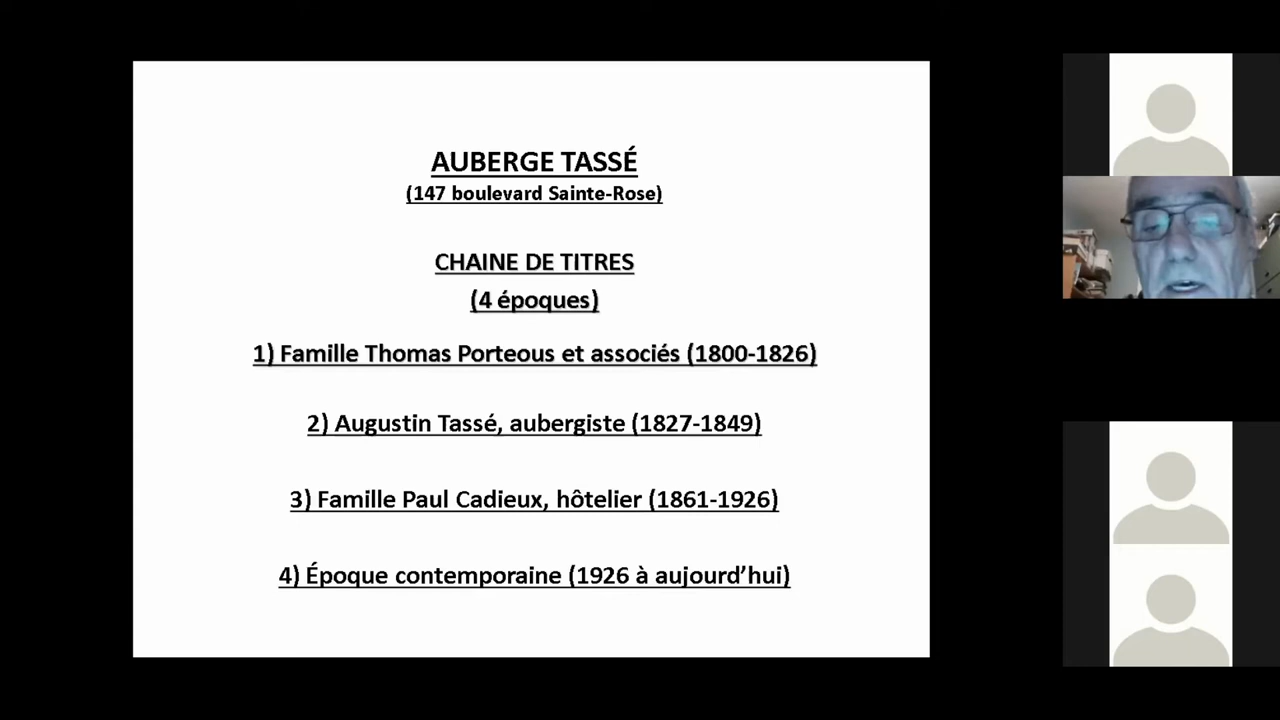 AUBERGE TASSÉ
(147 boulevard Sainte-Rose)
CHAINE DE TITRES
(4 époques)
1) Famille Thomas Porteous et associés (1800-1826)
2) Augustin Tassé, aubergiste (1827-1849)
3) Famille Paul Cadieux, hôtelier (1861-1926)
4) Époque contemporaine (1926 à aujourd’hui)